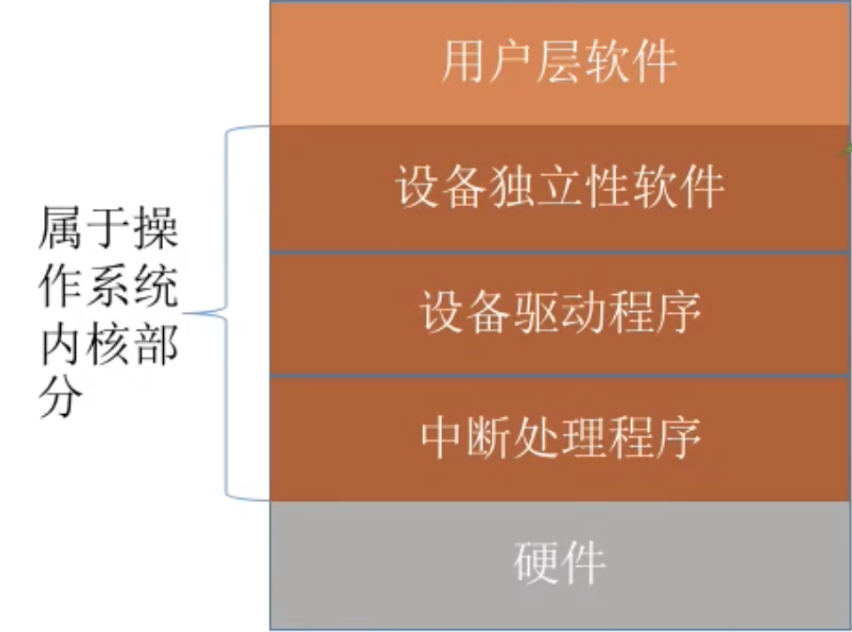 用户层软件
设备独立性软件
属于操
作系统
内核部
分
设备驱动程序
中断处理程序
硬件